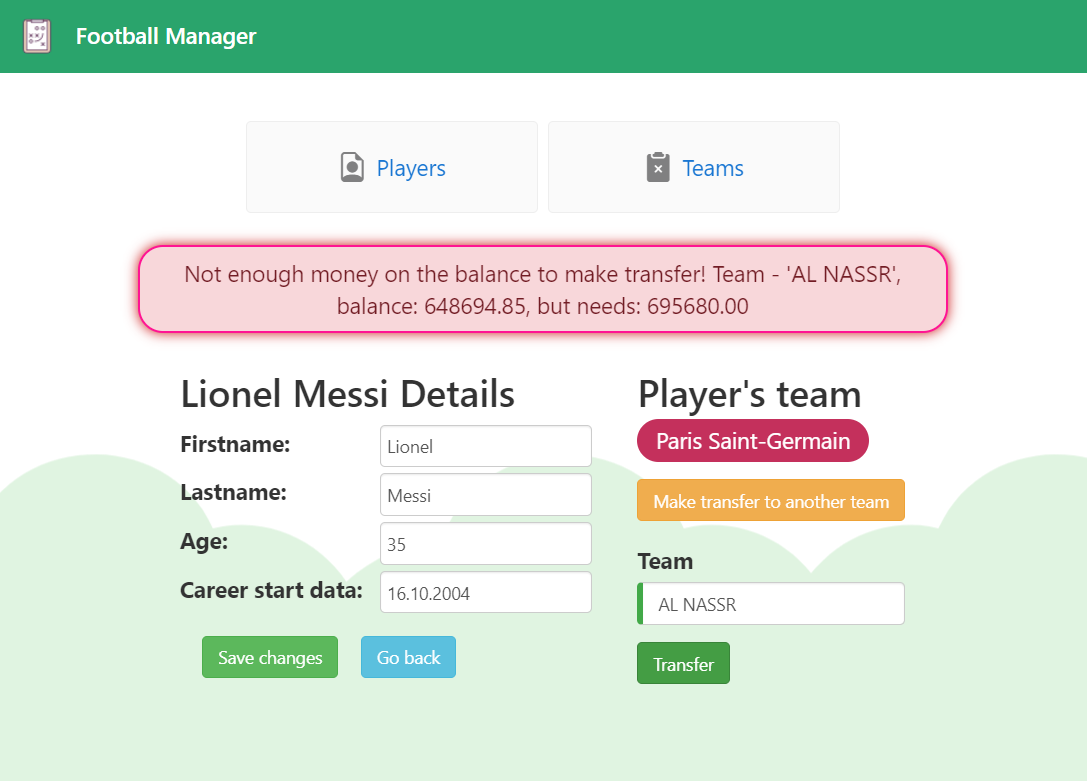 Football Manager
Players
Teams
Not enough money on the balance to make transfer! Team - 'AL NASSR',
balance: 648694.85, but needs: 695680.00
Lionel Messi Details
Firstname:
Lionel
Lastname:
Messi
Age:
35
Career start data:
16.10.2004
Save changes
Go back
Player's team
Paris Saint-Germain
Make transfer to another team
Team
AL NASSR
Transfer